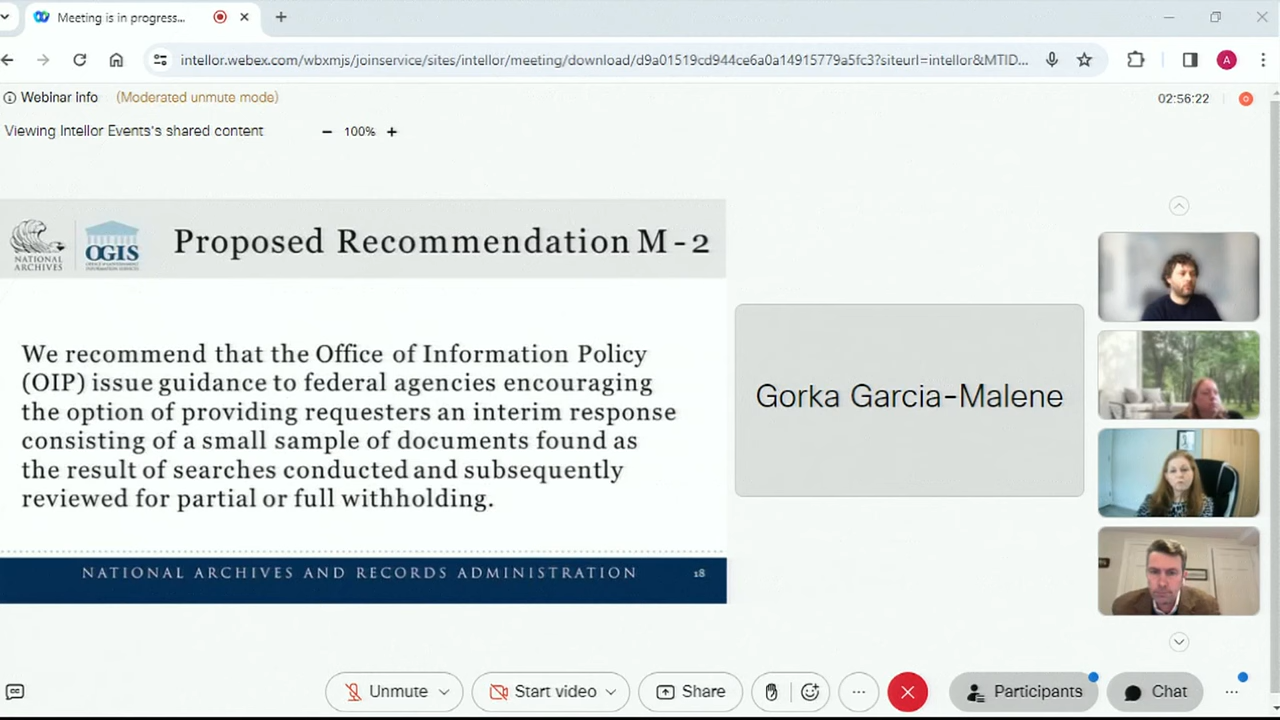 Meeting is in progress...
intellor.webex.com/wbxmjs/joinservice/sites/intellor/meeting/download/d9a01519cd944ce6a0a14915779a5fc3?siteurl=intellor&MTID...
A
Webinar info (Moderated unmute mode)
02:56:22
Viewing Intellor Events's shared content
100%
NATIONAL
ARCHIVES
OGIS
Proposed Recommendation M-2
We recommend that the Office of Information Policy
(OIP) issue guidance to federal agencies encouraging
the option of providing requesters an interim response
consisting of a small sample of documents found as
the result of searches conducted and subsequently
reviewed for partial or full withholding.
NATIONAL ARCHIVES AND RECORDS ADMINISTRATION
18
Gorka Garcia-Malene
Unmute
Start video
Share
Participants
Chat